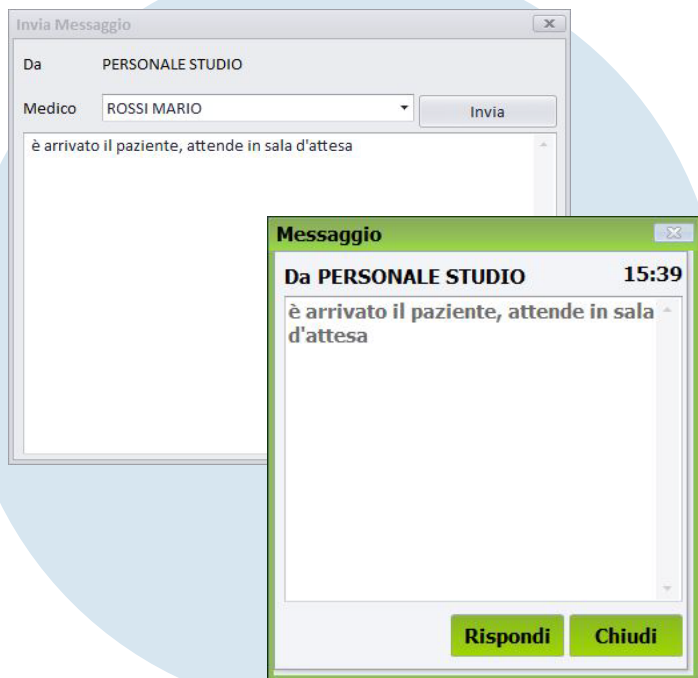 Invia Messaggio
Da PERSONALE STUDIO
Medico ROSSI MARIO Invia
è arrivato il paziente, attende in sala d'attesa
Messaggio
Da PERSONALE STUDIO 15:39
è arrivato il paziente, attende in sala
d'attesa
Rispondi Chiudi